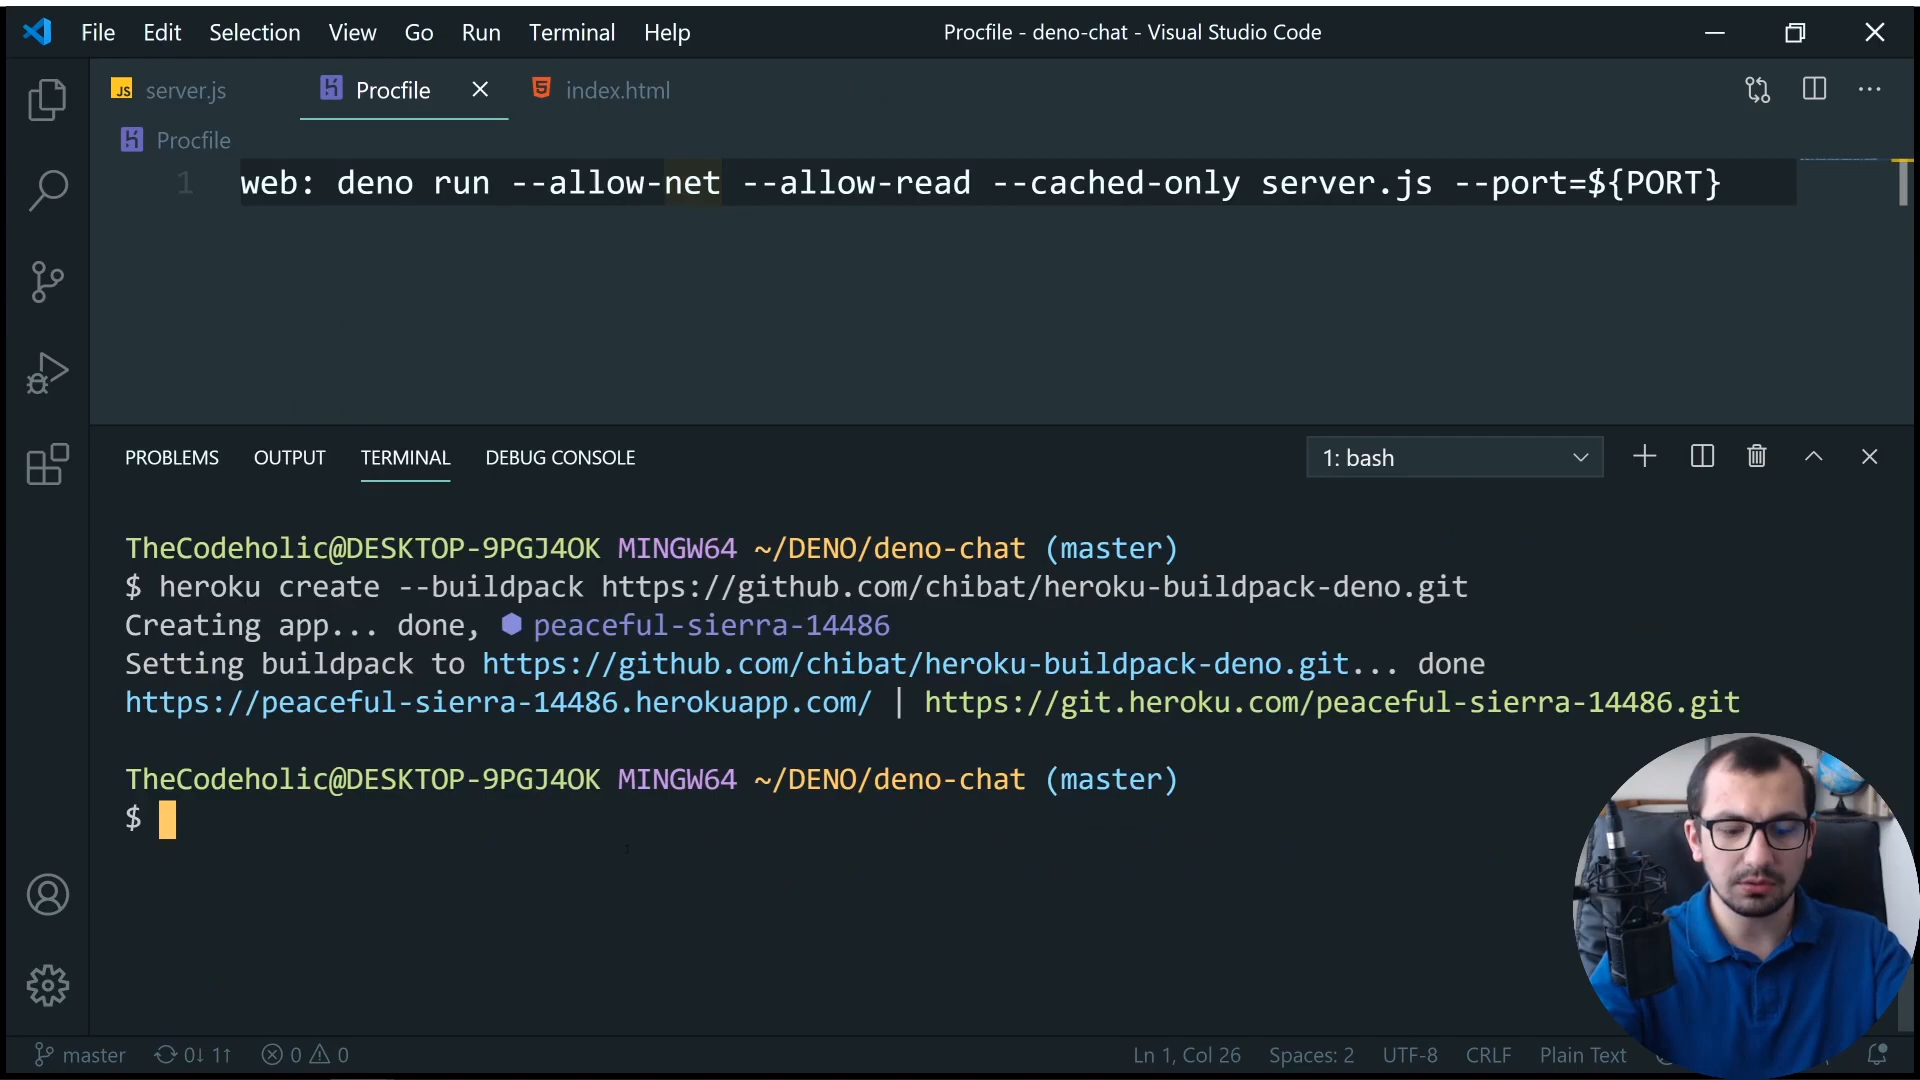 File Edit Selection View Go Run Terminal Help Procfile - deno-chat - Visual Studio Code
JS server.js Procfile index.html
Procfile
1 web: deno run --allow-net --allow-read --cached-only server.js --port=${PORT}
PROBLEMS OUTPUT TERMINAL DEBUG CONSOLE 1: bash
TheCodeholic@DESKTOP-9PGJ4OK MINGW64 ~/DENO/deno-chat (master)
$ heroku create --buildpack https://github.com/chibat/heroku-buildpack-deno.git
Creating app... done, ⬢ peaceful-sierra-14486
Setting buildpack to https://github.com/chibat/heroku-buildpack-deno.git... done
https://peaceful-sierra-14486.herokuapp.com/ | https://git.heroku.com/peaceful-sierra-14486.git
TheCodeholic@DESKTOP-9PGJ4OK MINGW64 ~/DENO/deno-chat (master)
$
master 0↓ 1↑ 0 0 Ln 1, Col 26 Spaces: 2 UTF-8 CRLF Plain Text